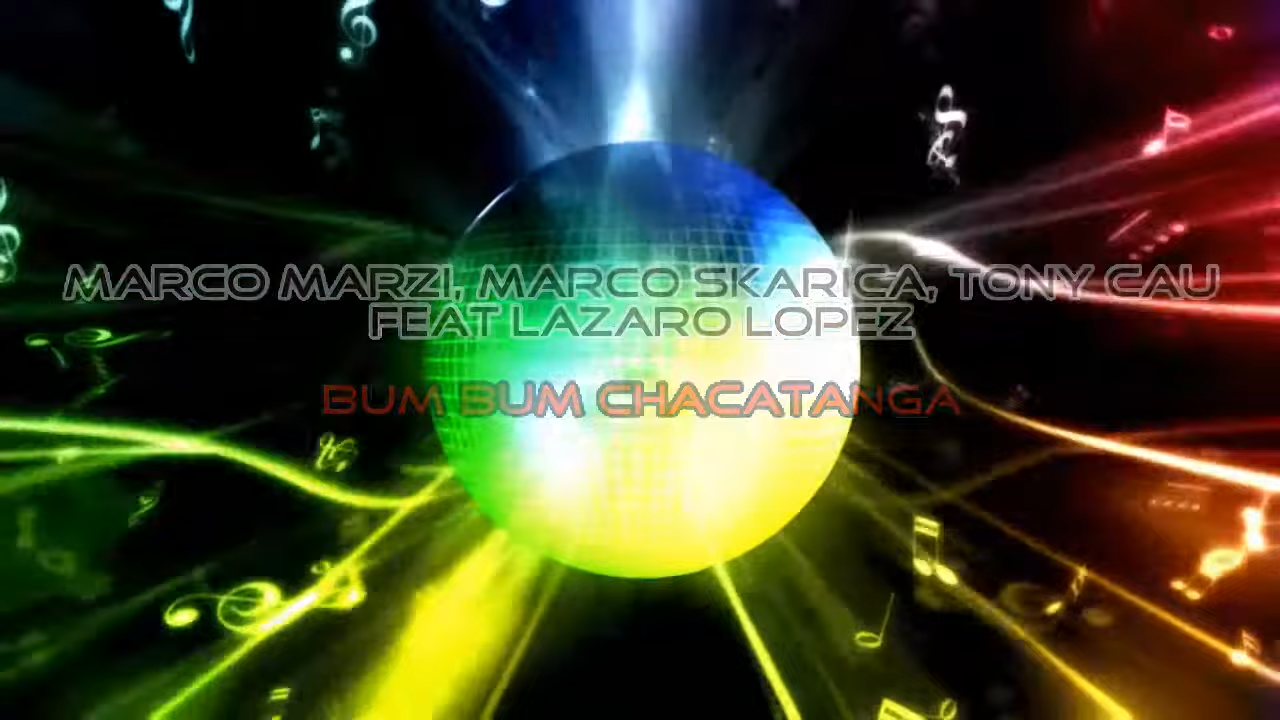 MARCO MARZI, MARCO SKARICA, TONY CAU
FEAT LAZARO LOPEZ
BUM BUM CHACATANGA